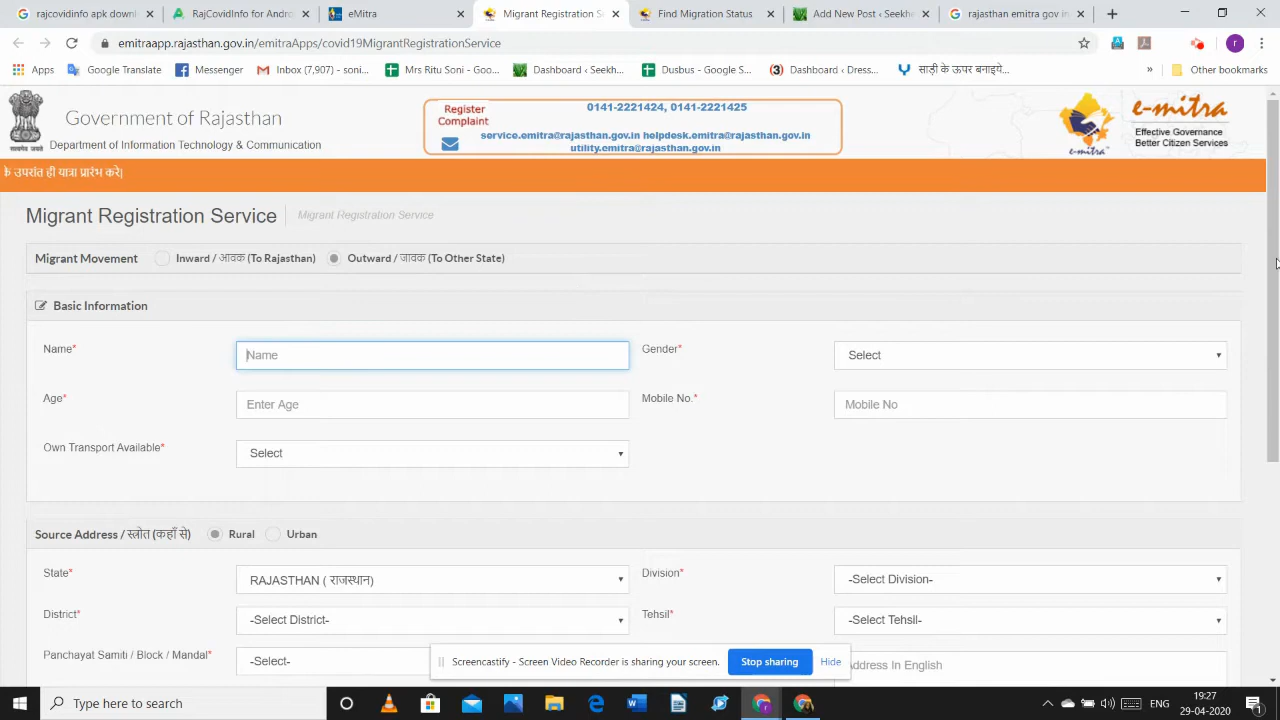 rajasthan epass downl
RajCovidInfo for Andro
eMitra
Migrant Registration Se
Find Migration Status
Add New Post ‹ Seekh
rajasthan emitra gov in
emitraapp.rajasthan.gov.in/emitraApps/covid19MigrantRegistrationService
Apps
Google Translate
Messenger
Inbox (7,907) - soni...
Mrs Ritu Soni - Goo...
Dashboard ‹ Seekh...
Dusbus - Google S...
Dashboard ‹ Dress...
साड़ी के ऊपर बनाइये...
»
Other bookmarks
Government of Rajasthan
Department of Information Technology & Communication
Register Complaint
0141-2221424, 0141-2221425
service.emitra@rajasthan.gov.in helpdesk.emitra@rajasthan.gov.in
utility.emitra@rajasthan.gov.in
e-mitra
e-mitra
Effective Governance
Better Citizen Services
के उपरांत ही यात्रा प्रारंभ करे|
Migrant Registration Service
Migrant Registration Service
Migrant Movement
Inward / आवक (To Rajasthan)
Outward / जावक (To Other State)
Basic Information
Name*
Name
Gender*
Select
Age*
Enter Age
Mobile No.*
Mobile No
Own Transport Available*
Select
Source Address / स्त्रोत (कहाँ से)
Rural
Urban
State*
RAJASTHAN ( राजस्थान)
Division*
-Select Division-
District*
-Select District-
Tehsil*
-Select Tehsil-
Panchayat Samiti / Block / Mandal*
-Select-
Address In English
Screencastify - Screen Video Recorder is sharing your screen.
Stop sharing
Hide
Type here to search
ENG
19:27
29-04-2020